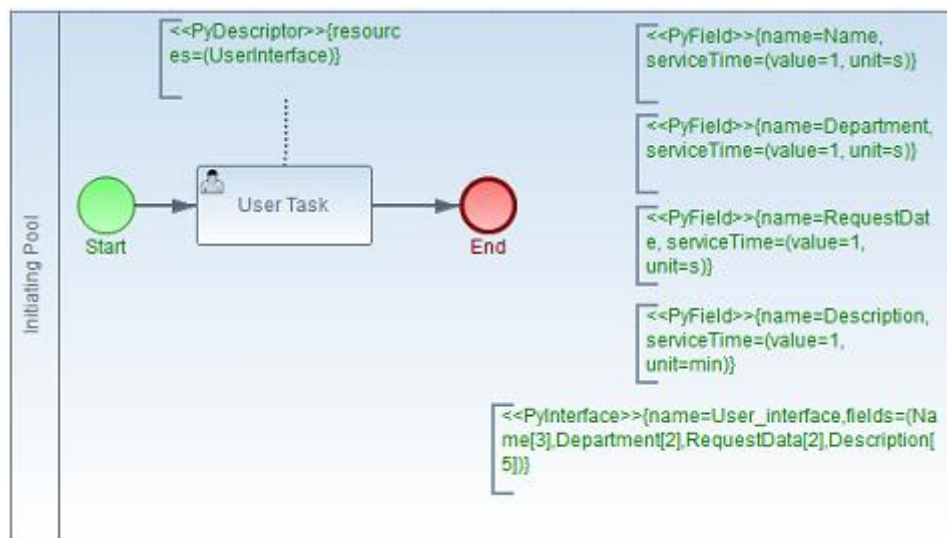 <<PyDescriptor>>{resourc
es=(UserInterface)}
<<PyField>>{name=Name,
serviceTime=(value=1, unit=s)}
<<PyField>>{name=Department,
serviceTime=(value=1, unit=s)}
User Task
Start
End
<<PyField>>{name=RequestDat
e, serviceTime=(value=1,
unit=s)}
Initiating Pool
<<PyField>>{name=Description,
serviceTime=(value=1,
unit=min)}
<<PyInterface>>{name=User_interface,fields=(Na
me[3],Department[2],RequestData[2],Description[
5])}